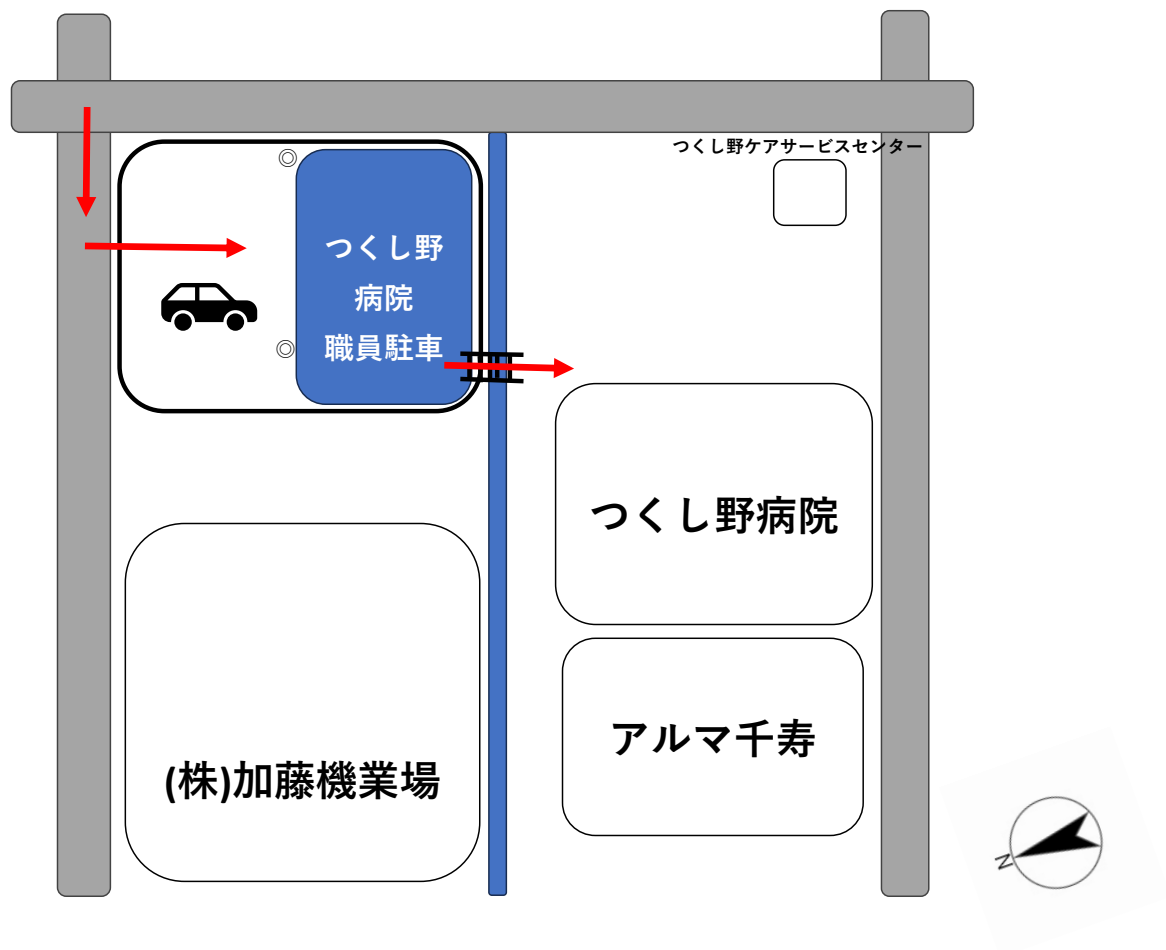 つくし野ケアサービスセンター
つくし野
病院
職員駐車
つくし野病院
アルマ千寿
(株)加藤機業場
N